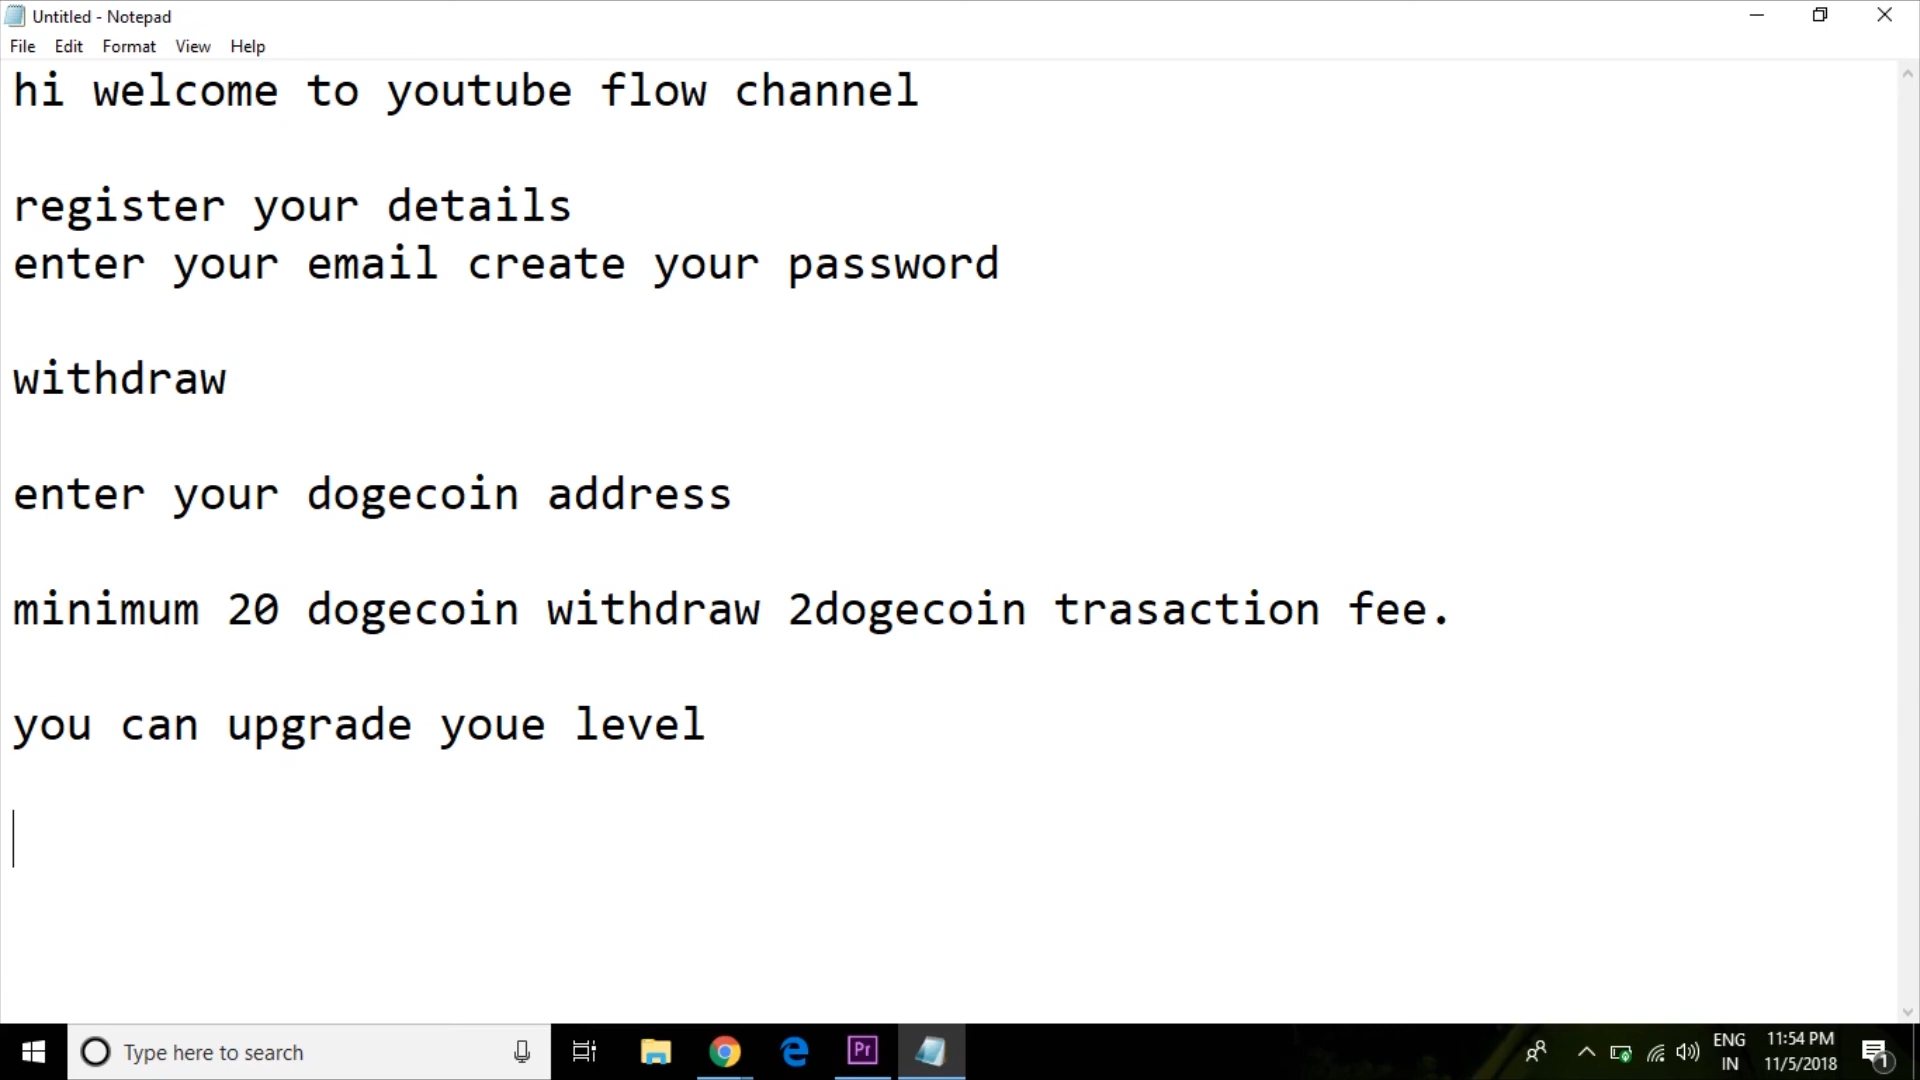 Untitled - Notepad
File Edit Format View Help
hi welcome to youtube flow channel
register your details
enter your email create your password
withdraw
enter your dogecoin address
minimum 20 dogecoin withdraw 2dogecoin trasaction fee.
you can upgrade youe level
Type here to search
Pr
ENG
IN
11:54 PM
11/5/2018
1